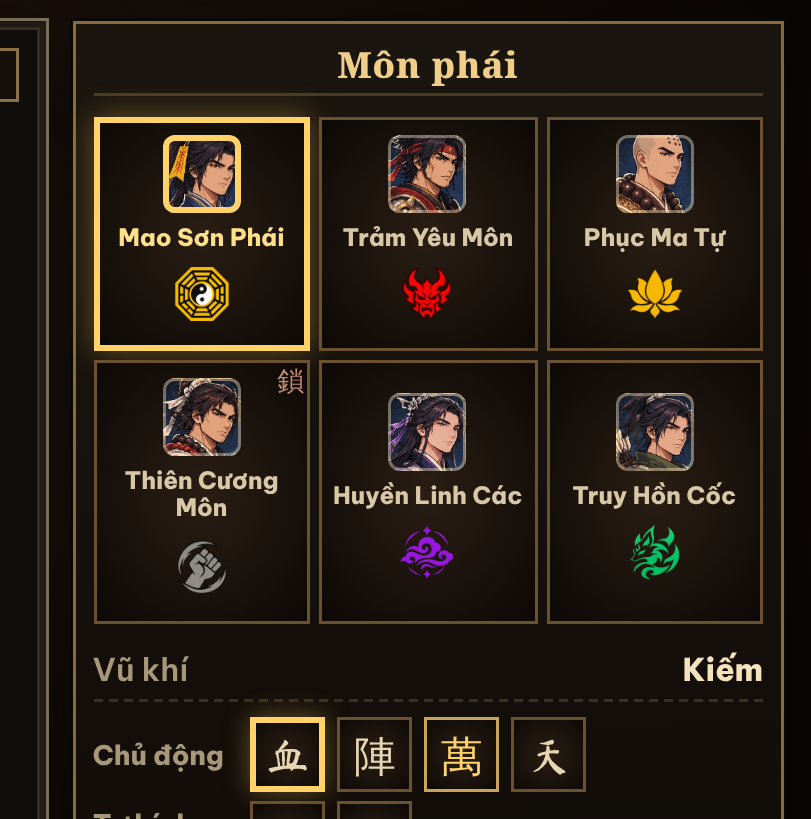 Môn phái
Mao Sơn Phái
Trảm Yêu Môn
Phục Ma Tự
鎖
Thiên Cương
Môn
Huyền Linh Các
Truy Hồn Cốc
Vũ khí
Kiếm
Chủ động
血
陣
萬
天